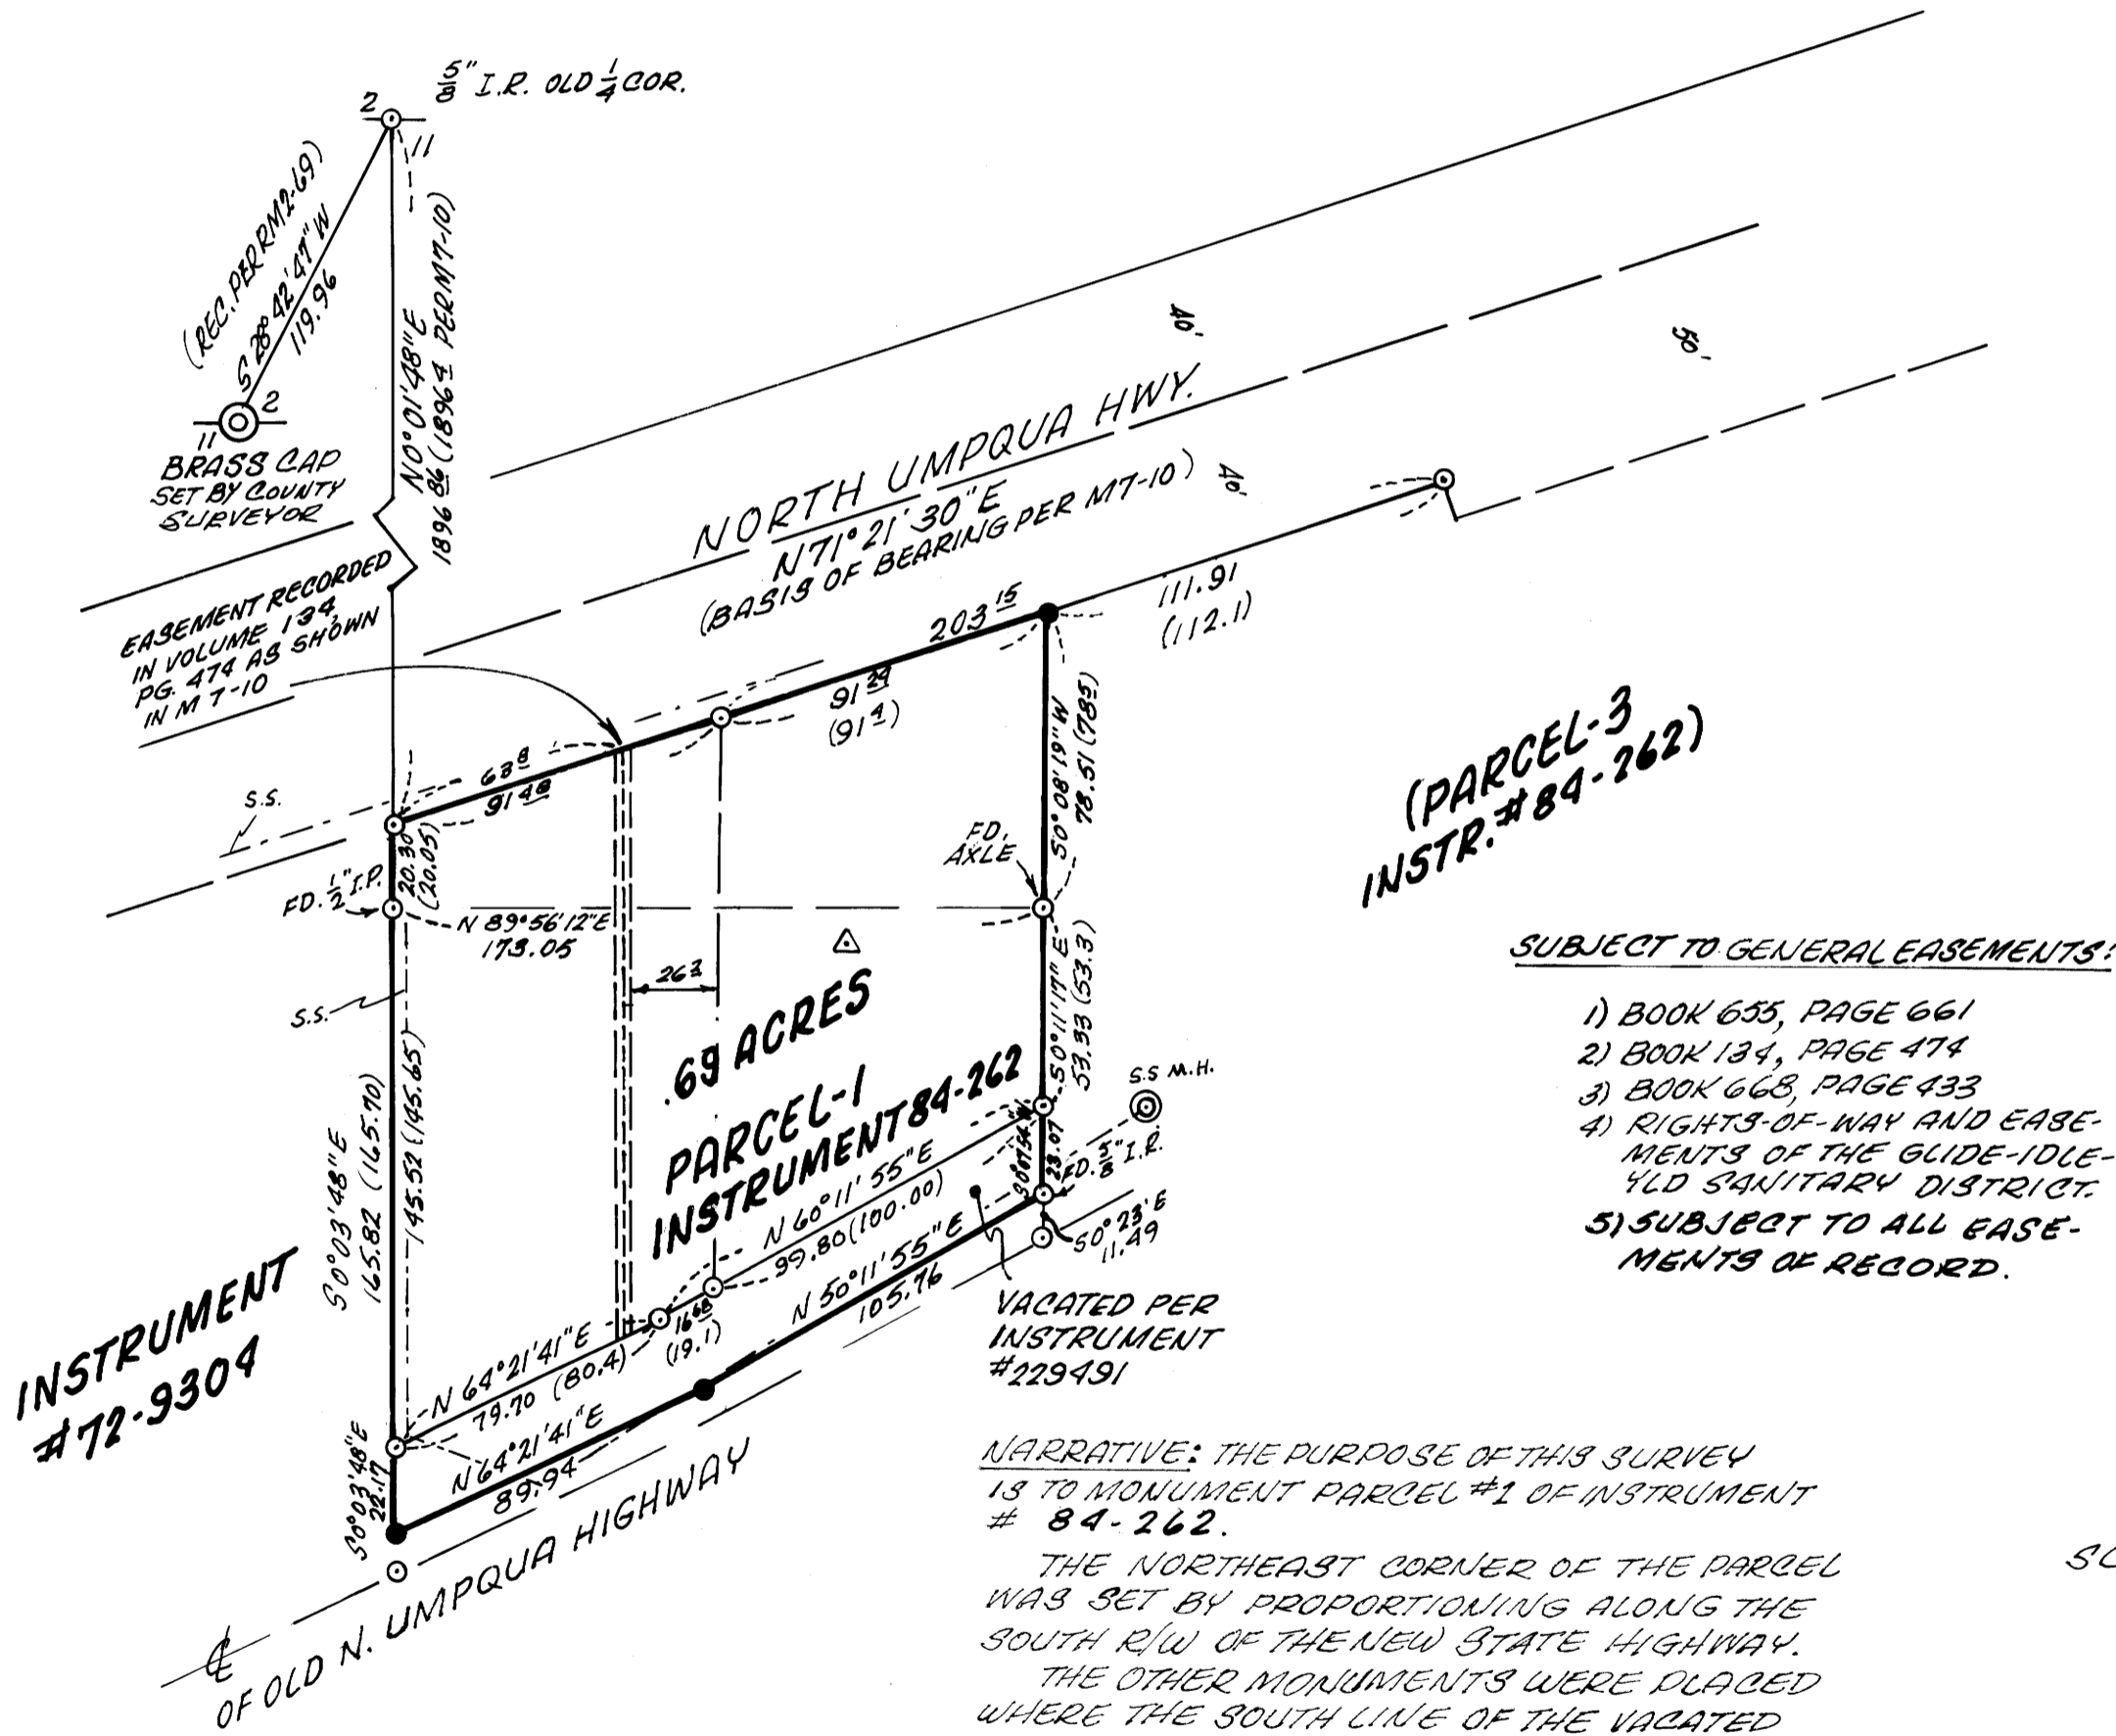 5/8" I.R. OLD 1/4 COR.
2
11
(REC. PER RM2-69)
S 28° 42' 47" W
119.96
N0°01'48"E
1896.86 (1896.4 PER M7-10)
2
11
BRASS CAP
SET BY COUNTY
SURVEYOR
40'
50'
NORTH UMPQUA HWY.
N71°21'30"E
(BASIS OF BEARING PER M7-10)
40'
EASEMENT RECORDED
IN VOLUME 134,
PG. 474 AS SHOWN
IN M 7-10
203.15
111.91
(112.1)
91.29
(91.4)
63.8
91.48
S.S.
20.30
(20.05)
FD. 1/2" I.P.
S0°08'19"W
78.51 (78.5)
FD.
AXLE
N 89°56'12"E
173.05
(PARCEL-3
INSTR. #84-262)
26.3
S.S.
S0°11'17"E
53.33 (53.3)
.69 ACRES
PARCEL-1
INSTRUMENT 84-262
S.S M.H.
S0°03'48"E
165.82 (165.70)
145.52 (145.65)
N 60°11'55"E
99.80 (100.00)
23.07
FD. 5/8" I.R.
N 50°11'55"E
105.76
S0°23'E
11.49
N 64°21'41"E
79.70 (80.4)
16.68
(19.1)
VACATED PER
INSTRUMENT
#229491
INSTRUMENT
#72-9304
S0°03'48"E
22.17
N64°21'41"E
89.94
℄
OF OLD N. UMPQUA HIGHWAY
SUBJECT TO GENERAL EASEMENTS:
1) BOOK 655, PAGE 661
2) BOOK 134, PAGE 474
3) BOOK 668, PAGE 433
4) RIGHTS-OF-WAY AND EASE-
MENTS OF THE GLIDE-IDLE-
YLD SANITARY DISTRICT.
5) SUBJECT TO ALL EASE-
MENTS OF RECORD.
NARRATIVE: THE PURPOSE OF THIS SURVEY
IS TO MONUMENT PARCEL #1 OF INSTRUMENT
# 84-262.
THE NORTHEAST CORNER OF THE PARCEL
WAS SET BY PROPORTIONING ALONG THE
SOUTH R/W OF THE NEW STATE HIGHWAY.
THE OTHER MONUMENTS WERE PLACED
WHERE THE SOUTH LINE OF THE VACATED
SC